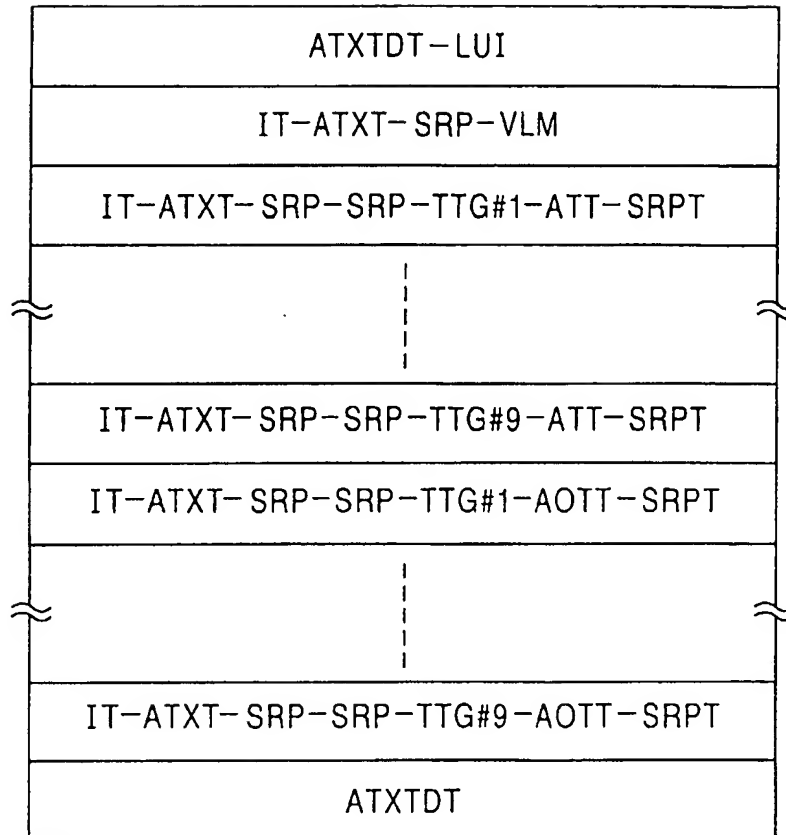 ATXTDT-LUI
IT-ATXT-SRP-VLM
IT-ATXT-SRP-SRP-TTG#1-ATT-SRPT
IT-ATXT-SRP-SRP-TTG#9-ATT-SRPT
IT-ATXT-SRP-SRP-TTG#1-AOTT-SRPT
IT-ATXT-SRP-SRP-TTG#9-AOTT-SRPT
ATXTDT